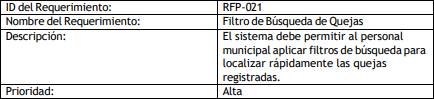 ID del Requerimiento: RFP-021
Nombre del Requerimiento: Filtro de Búsqueda de Quejas
Descripción: El sistema debe permitir al personal
municipal aplicar filtros de búsqueda para
localizar rápidamente las quejas
registradas.
Prioridad: Alta